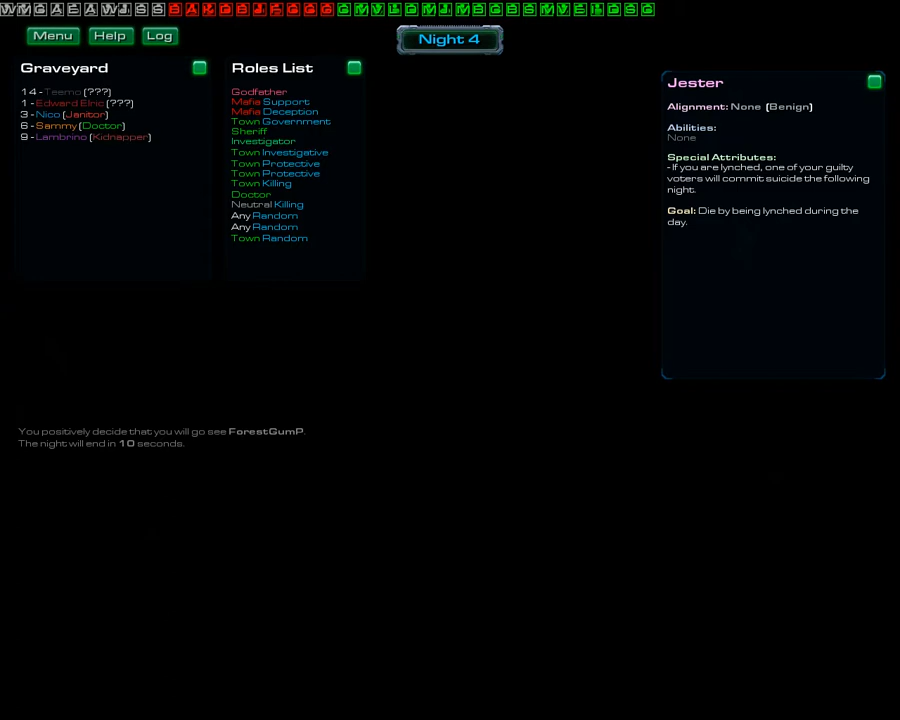 Menu
Help
Log
Night 4
Graveyard
14 - Teemo (???)
1 - Edward Elric (???)
3 - Nico (Janitor)
6 - Sammy (Doctor)
9 - Lambrino (Kidnapper)
Roles List
Godfather
Mafia Support
Mafia Deception
Town Government
Sheriff
Investigator
Town Investigative
Town Protective
Town Protective
Town Killing
Doctor
Neutral Killing
Any Random
Any Random
Town Random
Jester
Alignment: None (Benign)
Abilities:
None
Special Attributes:
- If you are lynched, one of your guilty
voters will commit suicide the following
night.
Goal: Die by being lynched during the
day.
You positively decide that you will go see ForestGumP.
The night will end in 10 seconds.